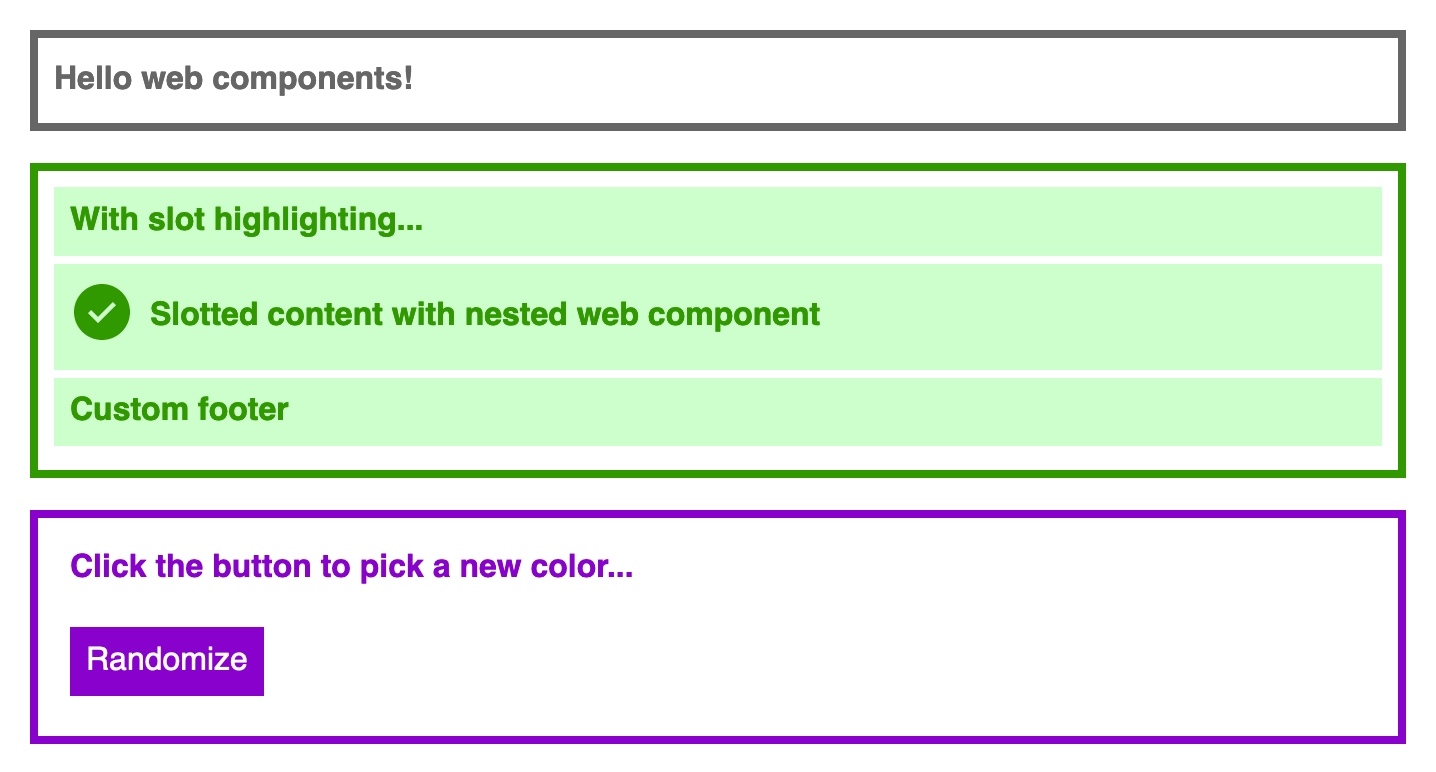 Hello web components!
With slot highlighting...
Slotted content with nested web component
Custom footer
Click the button to pick a new color...
Randomize